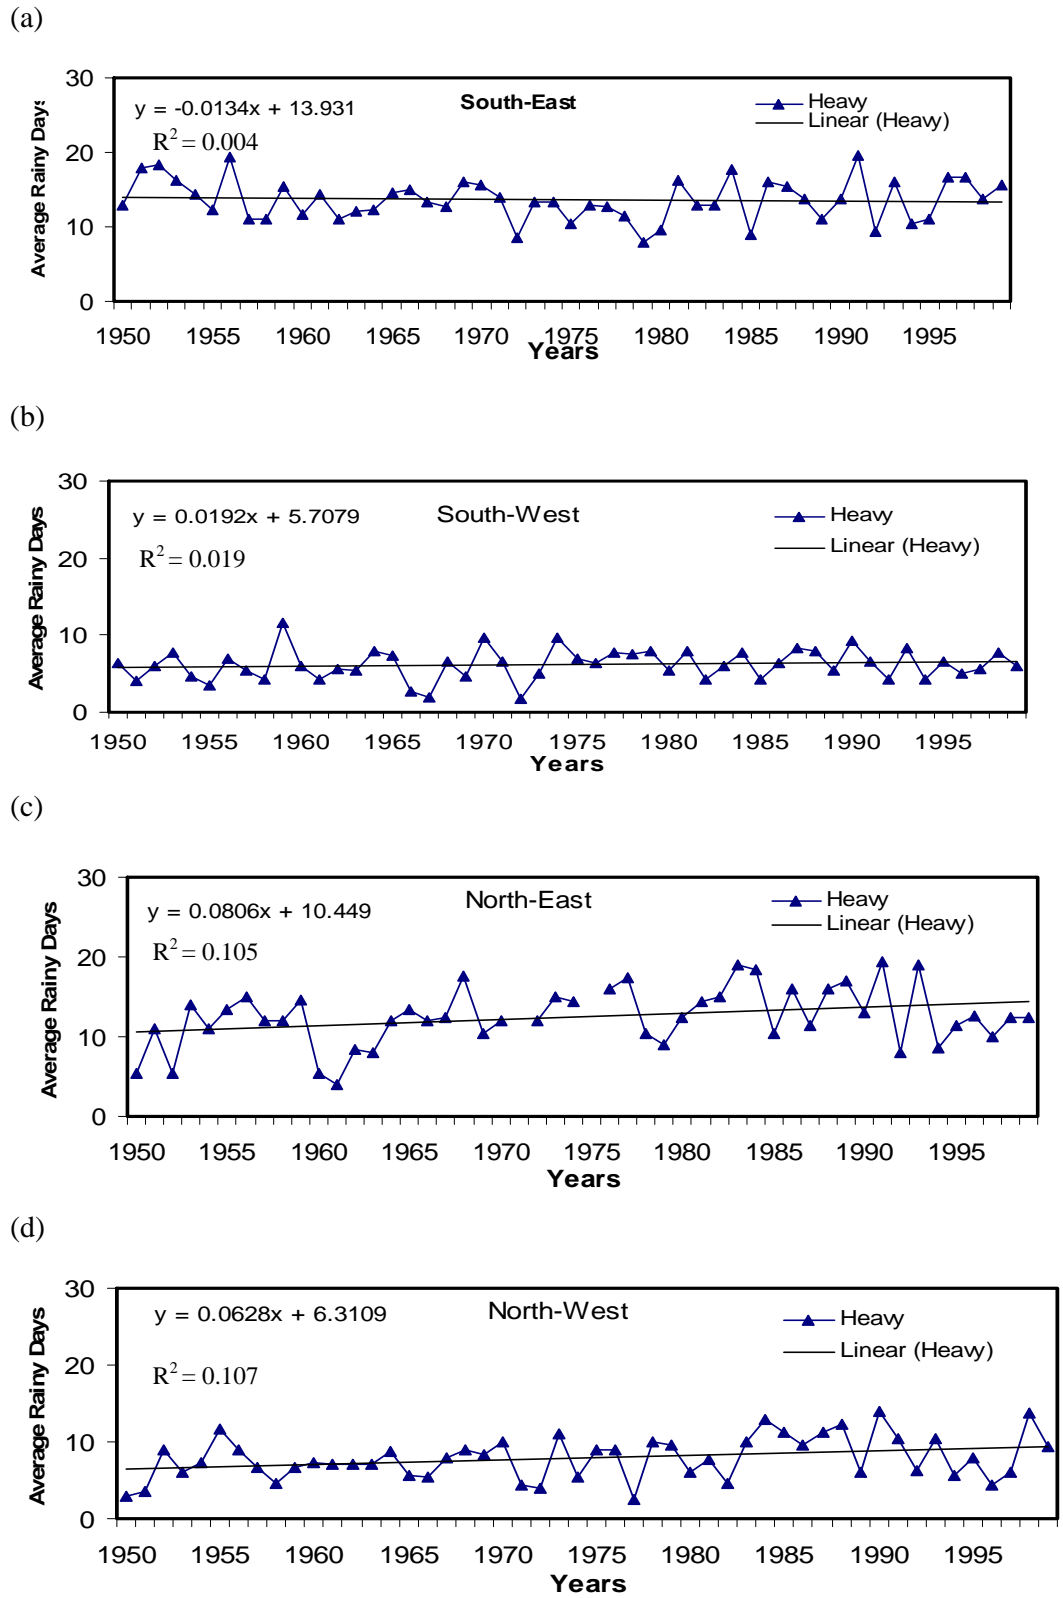 (a)
30
y = -0.0134x + 13.931
South-East
Heavy
Linear (Heavy)
R² = 0.004
20
10
0
Average Rainy Days
1950 1955 1960 1965 1970 1975 1980 1985 1990 1995
Years
(b)
30
y = 0.0192x + 5.7079
South-West
Heavy
Linear (Heavy)
R² = 0.019
20
10
0
Average Rainy Days
1950 1955 1960 1965 1970 1975 1980 1985 1990 1995
Years
(c)
30
y = 0.0806x + 10.449
North-East
Heavy
Linear (Heavy)
R² = 0.105
20
10
0
Average Rainy Days
1950 1955 1960 1965 1970 1975 1980 1985 1990 1995
Years
(d)
30
y = 0.0628x + 6.3109
North-West
Heavy
Linear (Heavy)
R² = 0.107
20
10
0
Average Rainy Days
1950 1955 1960 1965 1970 1975 1980 1985 1990 1995
Years